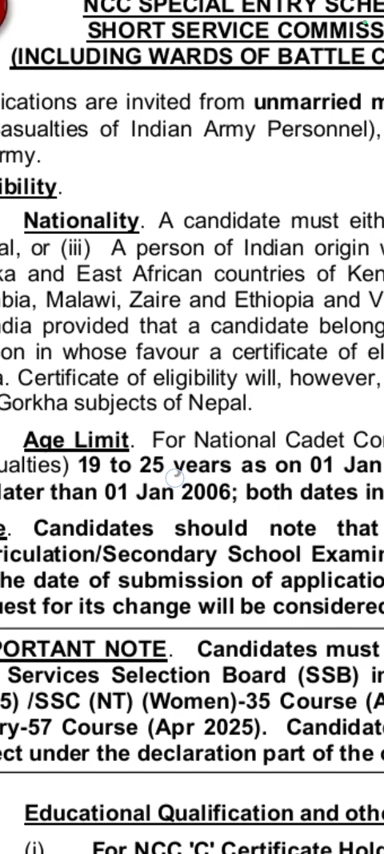 NCC SPECIAL ENTRY SCHE
SHORT SERVICE COMMISS
(INCLUDING WARDS OF BATTLE C
ications are invited from unmarried m
asualties of Indian Army Personnel),
rmy.
ibility.
Nationality. A candidate must eith
al, or (iii) A person of Indian origin
ka and East African countries of Ken
bia, Malawi, Zaire and Ethiopia and V
ndia provided that a candidate belong
on in whose favour a certificate of el
a. Certificate of eligibility will, however,
Gorkha subjects of Nepal.
Age Limit. For National Cadet Cor
ualties) 19 to 25 years as on 01 Jan
later than 01 Jan 2006; both dates in
e. Candidates should note that
riculation/Secondary School Examin
he date of submission of applicatio
uest for its change will be considered
PORTANT NOTE. Candidates must
Services Selection Board (SSB) in
5) /SSC (NT) (Women)-35 Course (A
ry-57 Course (Apr 2025). Candidat
ect under the declaration part of the
Educational Qualification and othe
(i) For NCC 'C' Certificate Hold